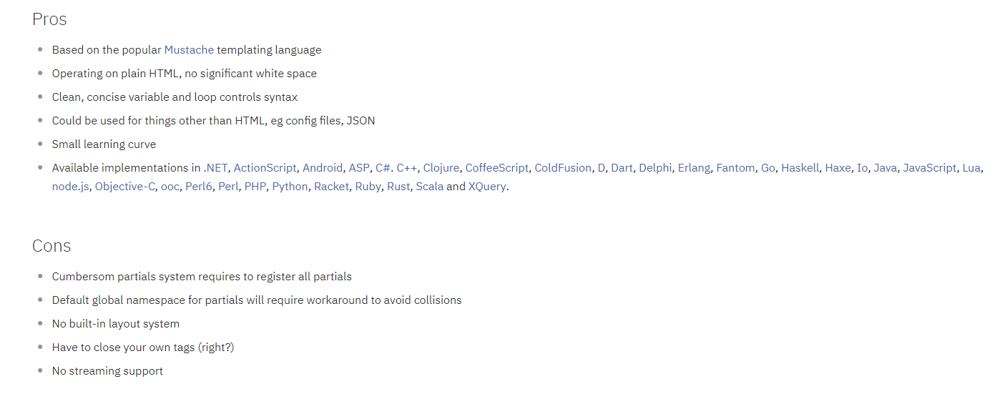 Pros
Based on the popular Mustache templating language
Operating on plain HTML, no significant white space
Clean, concise variable and loop controls syntax
Could be used for things other than HTML, eg config files, JSON
Small learning curve
Available implementations in .NET, ActionScript, Android, ASP, C#. C++, Clojure, CoffeeScript, ColdFusion, D, Dart, Delphi, Erlang, Fantom, Go, Haskell, Haxe, Io, Java, JavaScript, Lua,
node.js, Objective-C, ooc, Perl6, Perl, PHP, Python, Racket, Ruby, Rust, Scala and XQuery.
Cons
Cumbersom partials system requires to register all partials
Default global namespace for partials will require workaround to avoid collisions
No built-in layout system
Have to close your own tags (right?)
No streaming support